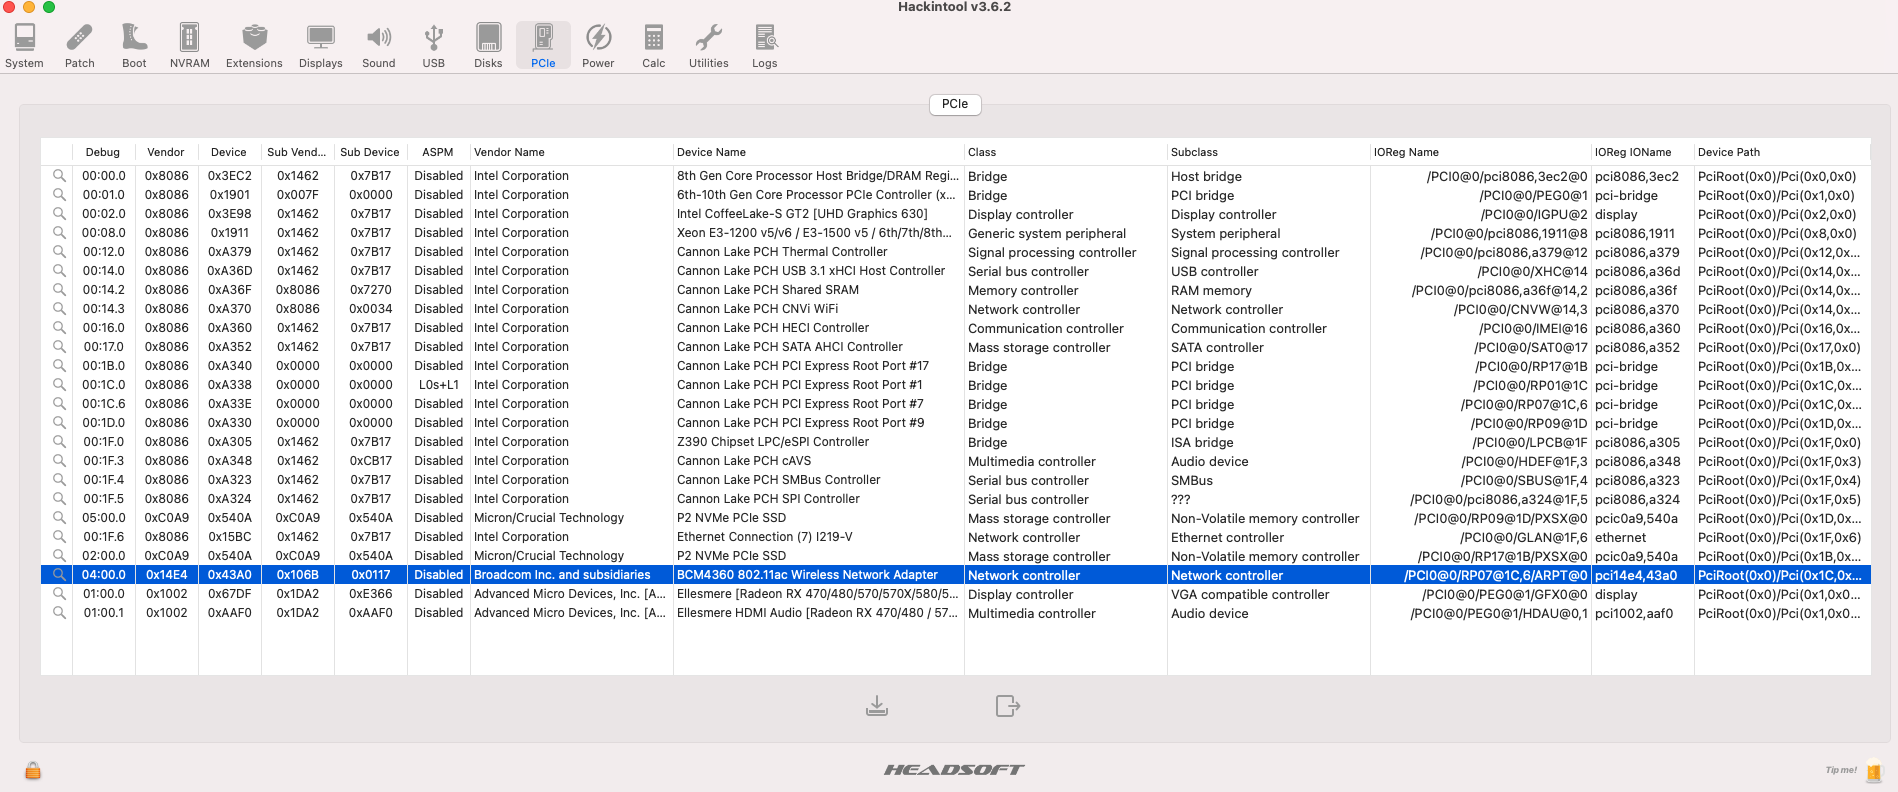 Hackintool v3.6.2
System Patch Boot NVRAM Extensions Displays Sound USB Disks PCIe Power Calc Utilities Logs
PCIe
Debug Vendor Device Sub Vend... Sub Device ASPM Vendor Name Device Name Class Subclass IOReg Name IOReg IOName Device Path
00:00.0 0x8086 0x3EC2 0x1462 0x7B17 Disabled Intel Corporation 8th Gen Core Processor Host Bridge/DRAM Regi... Bridge Host bridge /PCI0@0/pci8086,3ec2@0 pci8086,3ec2 PciRoot(0x0)/Pci(0x0,0x0)
00:01.0 0x8086 0x1901 0x007F 0x0000 Disabled Intel Corporation 6th-10th Gen Core Processor PCIe Controller (x... Bridge PCI bridge /PCI0@0/PEG0@1 pci-bridge PciRoot(0x0)/Pci(0x1,0x0)
00:02.0 0x8086 0x3E98 0x1462 0x7B17 Disabled Intel Corporation Intel CoffeeLake-S GT2 [UHD Graphics 630] Display controller Display controller /PCI0@0/IGPU@2 display PciRoot(0x0)/Pci(0x2,0x0)
00:08.0 0x8086 0x1911 0x1462 0x7B17 Disabled Intel Corporation Xeon E3-1200 v5/v6 / E3-1500 v5 / 6th/7th/8th... Generic system peripheral System peripheral /PCI0@0/pci8086,1911@8 pci8086,1911 PciRoot(0x0)/Pci(0x8,0x0)
00:12.0 0x8086 0xA379 0x1462 0x7B17 Disabled Intel Corporation Cannon Lake PCH Thermal Controller Signal processing controller Signal processing controller /PCI0@0/pci8086,a379@12 pci8086,a379 PciRoot(0x0)/Pci(0x12,0x...
00:14.0 0x8086 0xA36D 0x1462 0x7B17 Disabled Intel Corporation Cannon Lake PCH USB 3.1 xHCI Host Controller Serial bus controller USB controller /PCI0@0/XHC@14 pci8086,a36d PciRoot(0x0)/Pci(0x14,0x...
00:14.2 0x8086 0xA36F 0x8086 0x7270 Disabled Intel Corporation Cannon Lake PCH Shared SRAM Memory controller RAM memory /PCI0@0/pci8086,a36f@14,2 pci8086,a36f PciRoot(0x0)/Pci(0x14,0x...
00:14.3 0x8086 0xA370 0x8086 0x0034 Disabled Intel Corporation Cannon Lake PCH CNVi WiFi Network controller Network controller /PCI0@0/CNVW@14,3 pci8086,a370 PciRoot(0x0)/Pci(0x14,0x...
00:16.0 0x8086 0xA360 0x1462 0x7B17 Disabled Intel Corporation Cannon Lake PCH HECI Controller Communication controller Communication controller /PCI0@0/IMEI@16 pci8086,a360 PciRoot(0x0)/Pci(0x16,0x...
00:17.0 0x8086 0xA352 0x1462 0x7B17 Disabled Intel Corporation Cannon Lake PCH SATA AHCI Controller Mass storage controller SATA controller /PCI0@0/SAT0@17 pci8086,a352 PciRoot(0x0)/Pci(0x17,0x0)
00:1B.0 0x8086 0xA340 0x0000 0x0000 Disabled Intel Corporation Cannon Lake PCH PCI Express Root Port #17 Bridge PCI bridge /PCI0@0/RP17@1B pci-bridge PciRoot(0x0)/Pci(0x1B,0x...
00:1C.0 0x8086 0xA338 0x0000 0x0000 L0s+L1 Intel Corporation Cannon Lake PCH PCI Express Root Port #1 Bridge PCI bridge /PCI0@0/RP01@1C pci-bridge PciRoot(0x0)/Pci(0x1C,0x...
00:1C.6 0x8086 0xA33E 0x0000 0x0000 Disabled Intel Corporation Cannon Lake PCH PCI Express Root Port #7 Bridge PCI bridge /PCI0@0/RP07@1C,6 pci-bridge PciRoot(0x0)/Pci(0x1C,0x...
00:1D.0 0x8086 0xA330 0x0000 0x0000 Disabled Intel Corporation Cannon Lake PCH PCI Express Root Port #9 Bridge PCI bridge /PCI0@0/RP09@1D pci-bridge PciRoot(0x0)/Pci(0x1D,0x...
00:1F.0 0x8086 0xA305 0x1462 0x7B17 Disabled Intel Corporation Z390 Chipset LPC/eSPI Controller Bridge ISA bridge /PCI0@0/LPCB@1F pci8086,a305 PciRoot(0x0)/Pci(0x1F,0x0)
00:1F.3 0x8086 0xA348 0x1462 0xCB17 Disabled Intel Corporation Cannon Lake PCH cAVS Multimedia controller Audio device /PCI0@0/HDEF@1F,3 pci8086,a348 PciRoot(0x0)/Pci(0x1F,0x3)
00:1F.4 0x8086 0xA323 0x1462 0x7B17 Disabled Intel Corporation Cannon Lake PCH SMBus Controller Serial bus controller SMBus /PCI0@0/SBUS@1F,4 pci8086,a323 PciRoot(0x0)/Pci(0x1F,0x4)
00:1F.5 0x8086 0xA324 0x1462 0x7B17 Disabled Intel Corporation Cannon Lake PCH SPI Controller Serial bus controller ??? /PCI0@0/pci8086,a324@1F,5 pci8086,a324 PciRoot(0x0)/Pci(0x1F,0x5)
05:00.0 0xC0A9 0x540A 0xC0A9 0x540A Disabled Micron/Crucial Technology P2 NVMe PCIe SSD Mass storage controller Non-Volatile memory controller /PCI0@0/RP09@1D/PXSX@0 pcic0a9,540a PciRoot(0x0)/Pci(0x1D,0x...
00:1F.6 0x8086 0x15BC 0x1462 0x7B17 Disabled Intel Corporation Ethernet Connection (7) I219-V Network controller Ethernet controller /PCI0@0/GLAN@1F,6 ethernet PciRoot(0x0)/Pci(0x1F,0x6)
02:00.0 0xC0A9 0x540A 0xC0A9 0x540A Disabled Micron/Crucial Technology P2 NVMe PCIe SSD Mass storage controller Non-Volatile memory controller /PCI0@0/RP17@1B/PXSX@0 pcic0a9,540a PciRoot(0x0)/Pci(0x1B,0x...
04:00.0 0x14E4 0x43A0 0x106B 0x0117 Disabled Broadcom Inc. and subsidiaries BCM4360 802.11ac Wireless Network Adapter Network controller Network controller /PCI0@0/RP07@1C,6/ARPT@0 pci14e4,43a0 PciRoot(0x0)/Pci(0x1C,0x...
01:00.0 0x1002 0x67DF 0x1DA2 0xE366 Disabled Advanced Micro Devices, Inc. [A... Ellesmere [Radeon RX 470/480/570/570X/580/5... Display controller VGA compatible controller /PCI0@0/PEG0@1/GFX0@0 display PciRoot(0x0)/Pci(0x1,0x0...
01:00.1 0x1002 0xAAF0 0x1DA2 0xAAF0 Disabled Advanced Micro Devices, Inc. [A... Ellesmere HDMI Audio [Radeon RX 470/480 / 57... Multimedia controller Audio device /PCI0@0/PEG0@1/HDAU@0,1 pci1002,aaf0 PciRoot(0x0)/Pci(0x1,0x0...
HEADSOFT
Tip me!